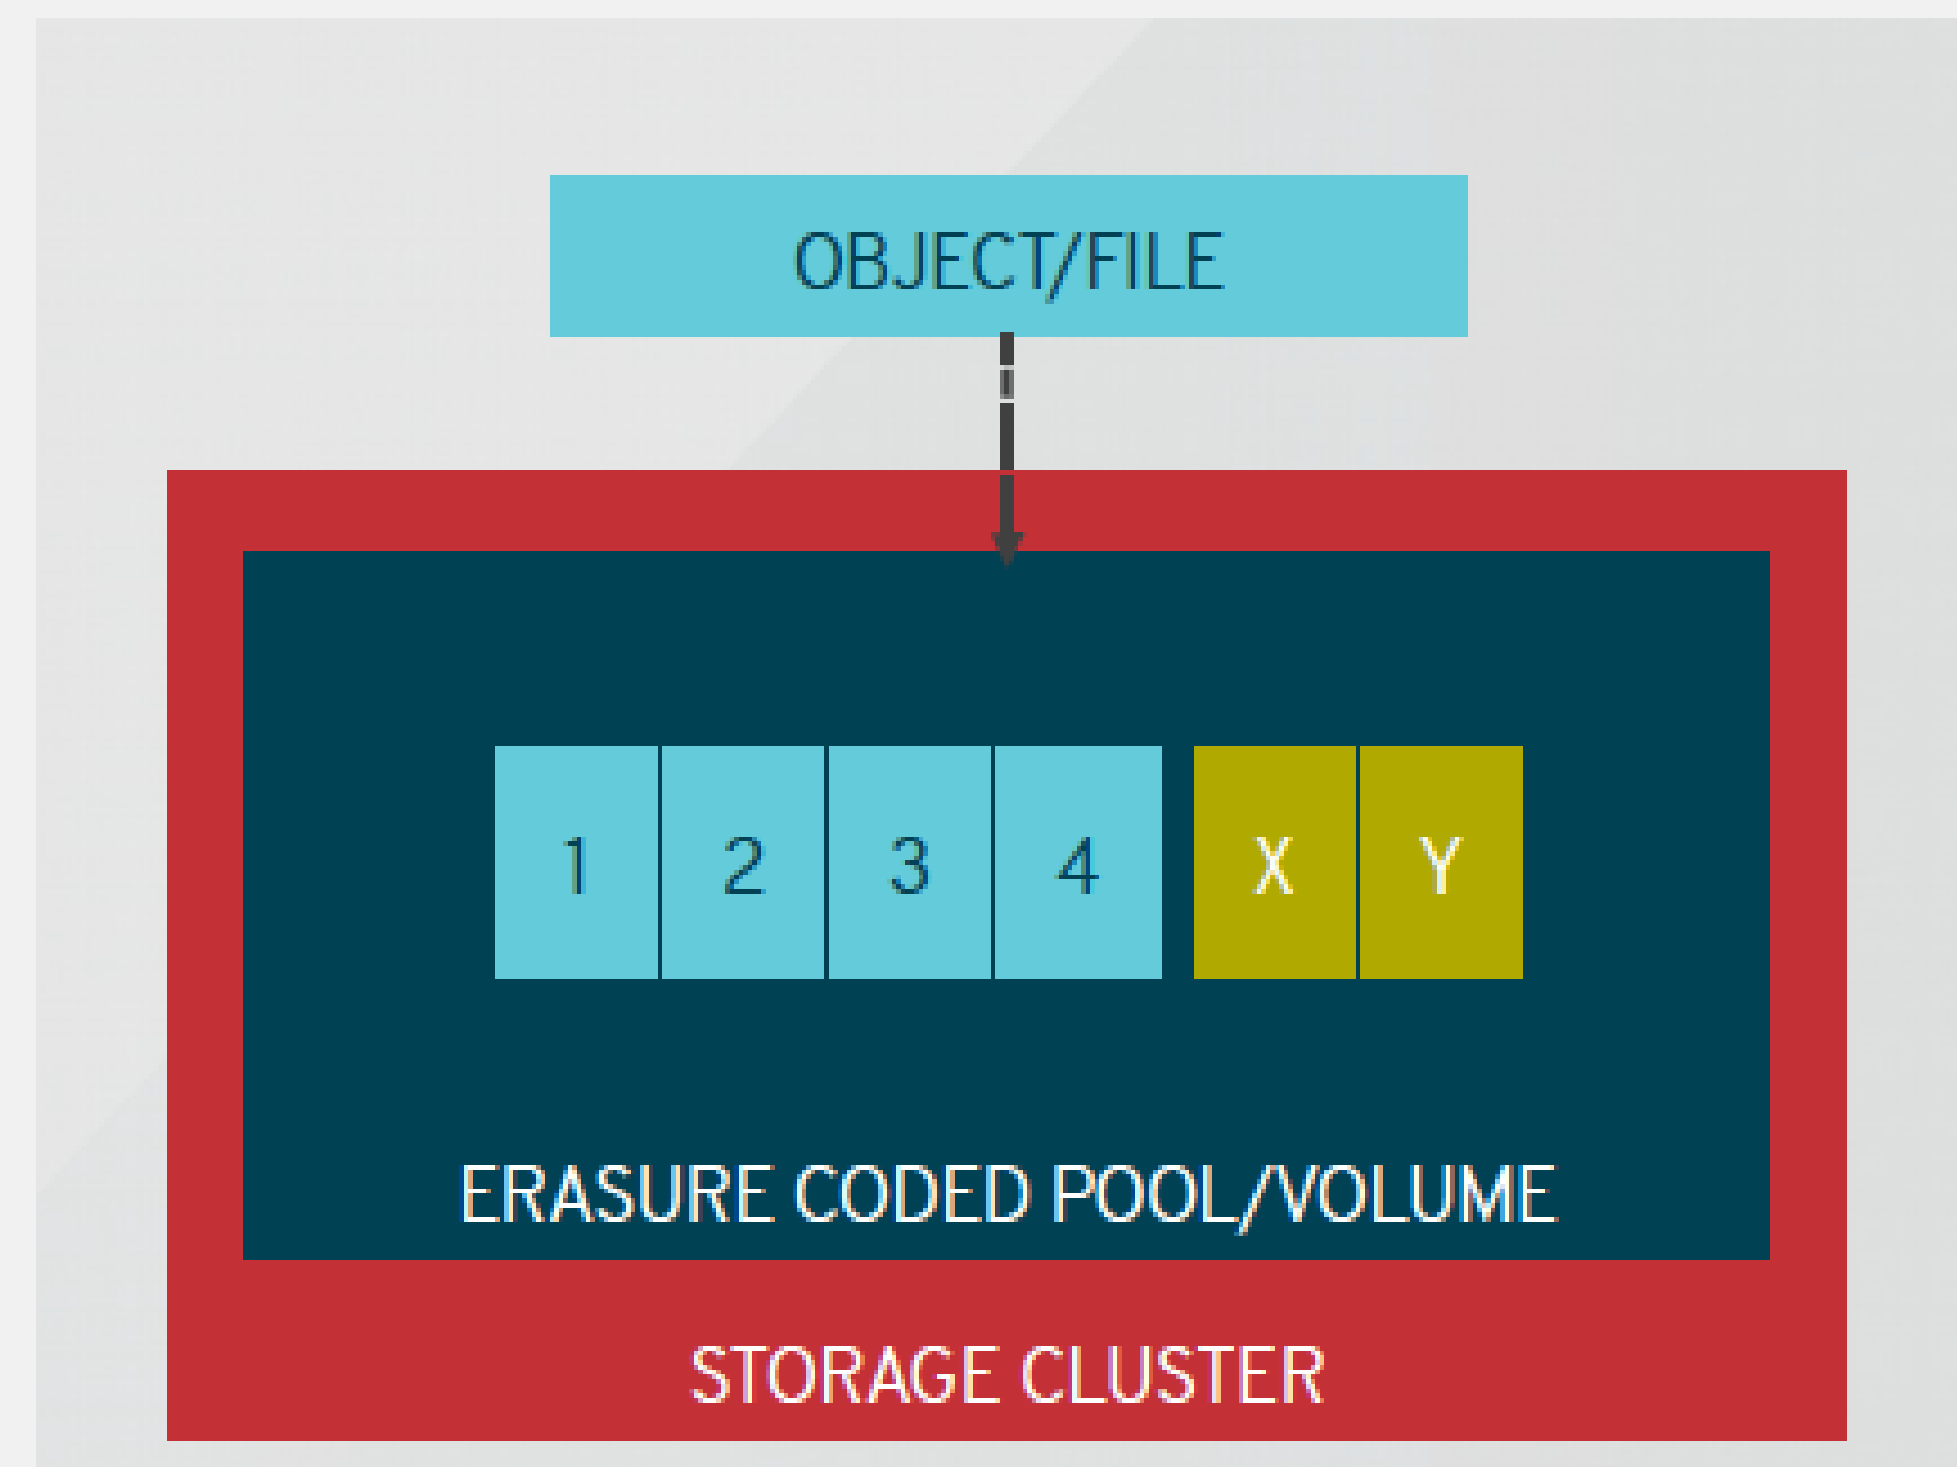 OBJECT/FILE
1 2 3 4 X Y
ERASURE CODED POOL/VOLUME
STORAGE CLUSTER